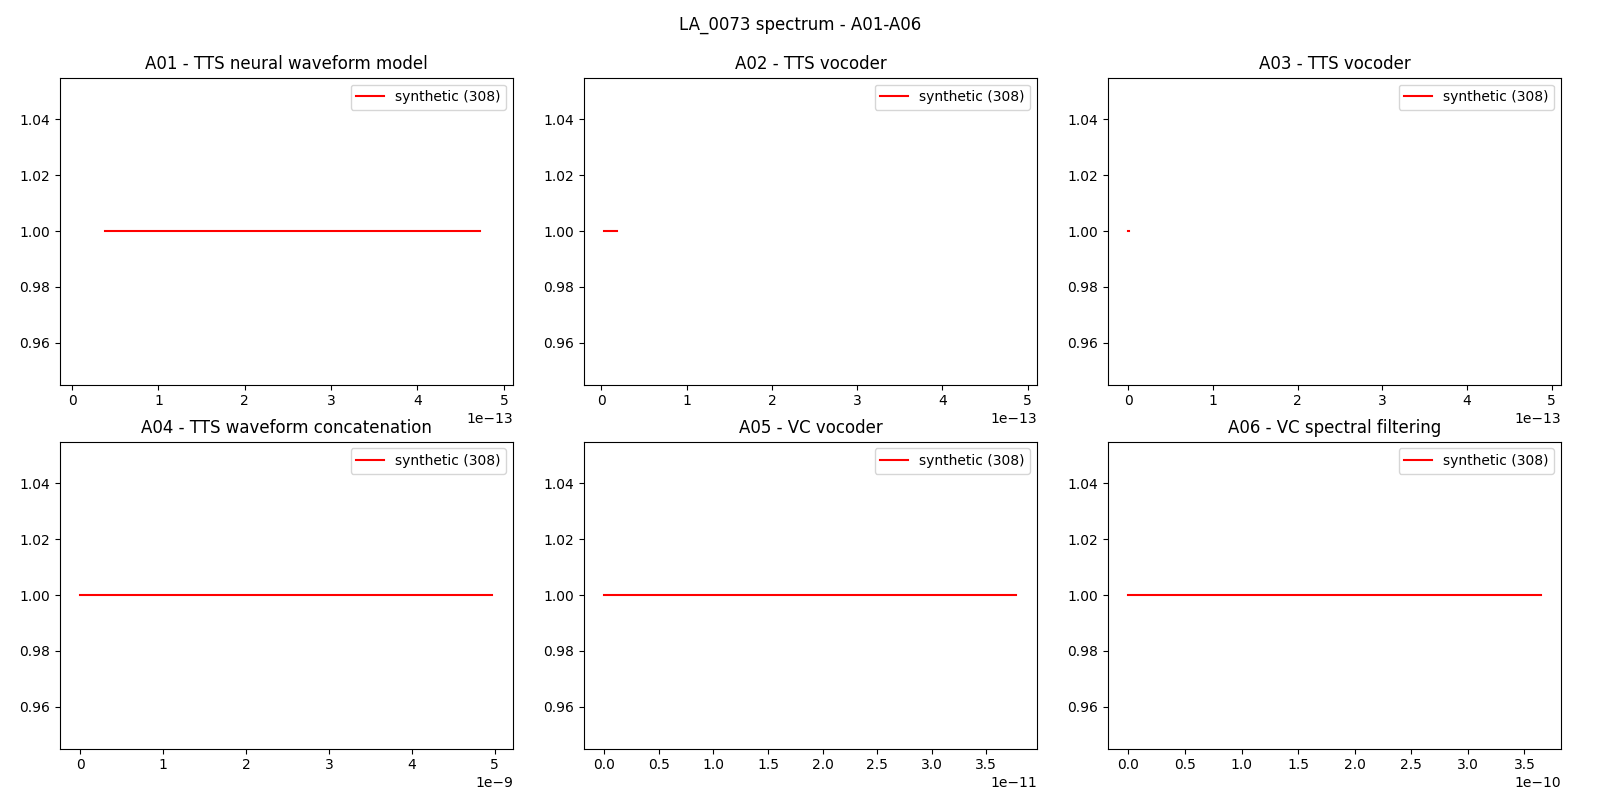 LA_0073 spectrum - A01-A06
A01 - TTS neural waveform model
A02 - TTS vocoder
A03 - TTS vocoder
synthetic (308)
synthetic (308)
synthetic (308)
1.04
1.02
1.00
0.98
0.96
1.04
1.02
1.00
0.98
0.96
1.04
1.02
1.00
0.98
0.96
0 1 2 3 4 5
1e−13
0 1 2 3 4 5
1e−13
0 1 2 3 4 5
1e−13
A04 - TTS waveform concatenation
A05 - VC vocoder
A06 - VC spectral filtering
synthetic (308)
synthetic (308)
synthetic (308)
1.04
1.02
1.00
0.98
0.96
1.04
1.02
1.00
0.98
0.96
1.04
1.02
1.00
0.98
0.96
0 1 2 3 4 5
1e−9
0.0 0.5 1.0 1.5 2.0 2.5 3.0 3.5
1e−11
0.0 0.5 1.0 1.5 2.0 2.5 3.0 3.5
1e−10